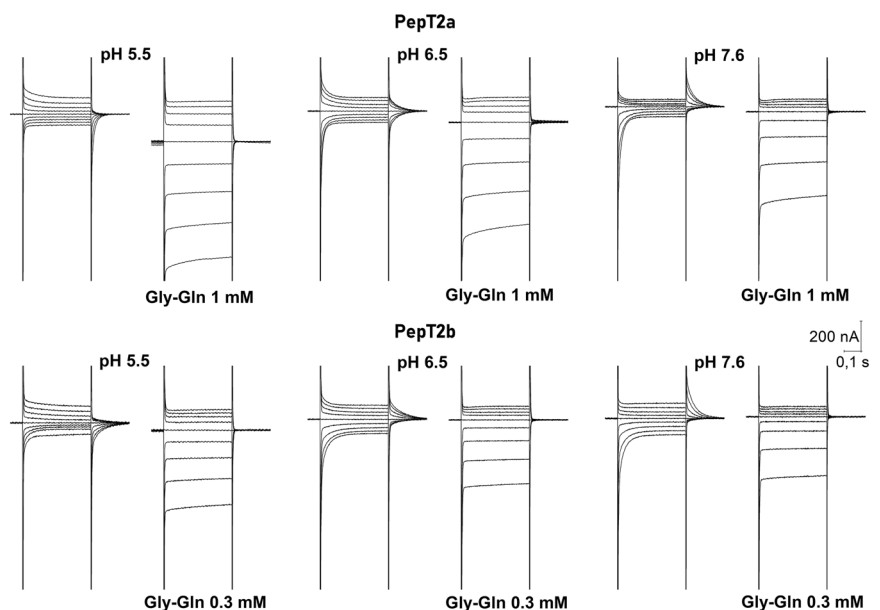 PepT2a
pH 5.5
pH 6.5
pH 7.6
Gly-Gln 1 mM
Gly-Gln 1 mM
Gly-Gln 1 mM
PepT2b
200 nA
0,1 s
pH 5.5
pH 6.5
pH 7.6
Gly-Gln 0.3 mM
Gly-Gln 0.3 mM
Gly-Gln 0.3 mM